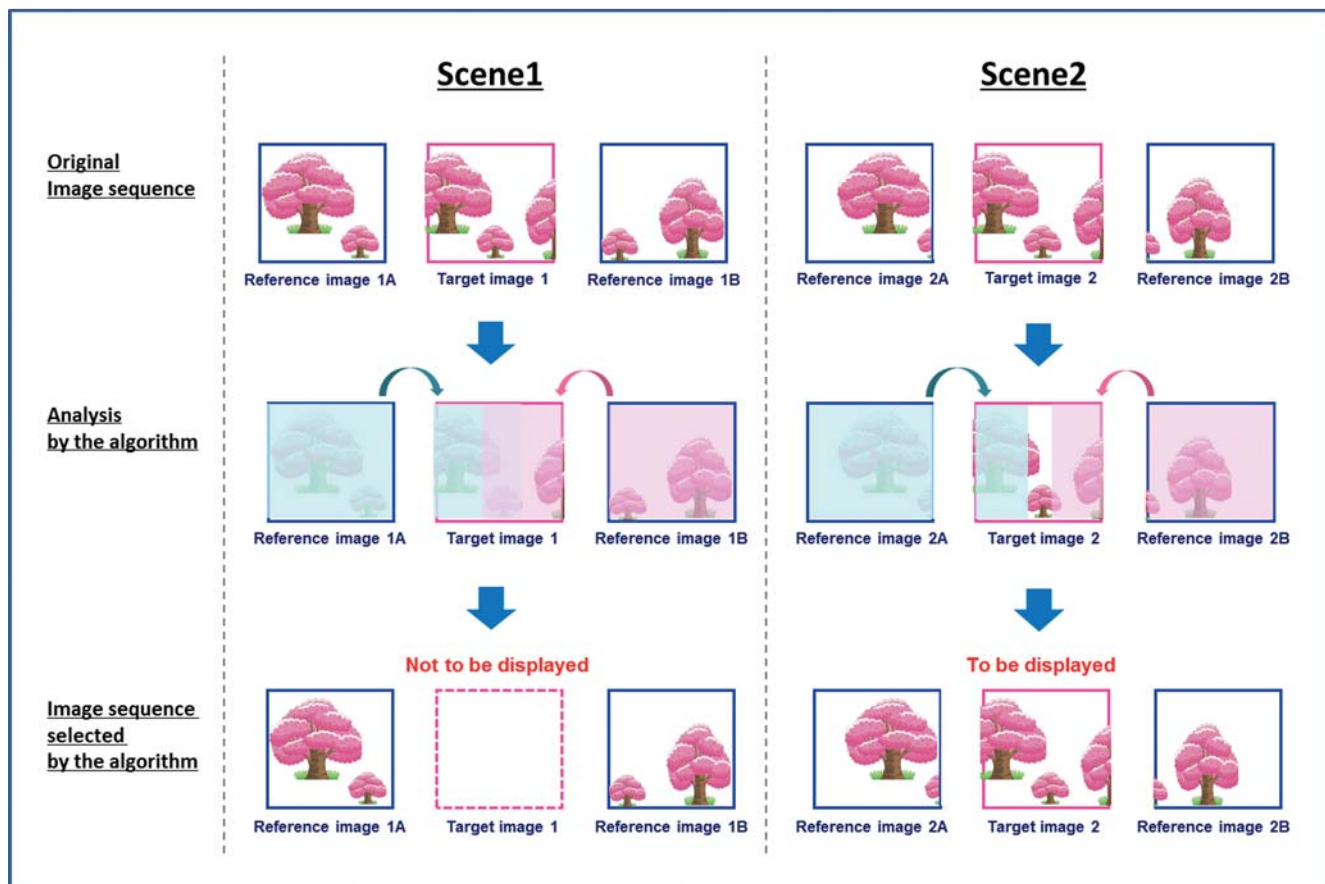 Scene1
Scene2
Original
Image sequence
Reference image 1A
Target image 1
Reference image 1B
Reference image 2A
Target image 2
Reference image 2B
Analysis
by the algorithm
Reference image 1A
Target image 1
Reference image 1B
Reference image 2A
Target image 2
Reference image 2B
Not to be displayed
To be displayed
Image sequence
selected
by the algorithm
Reference image 1A
Target image 1
Reference image 1B
Reference image 2A
Target image 2
Reference image 2B